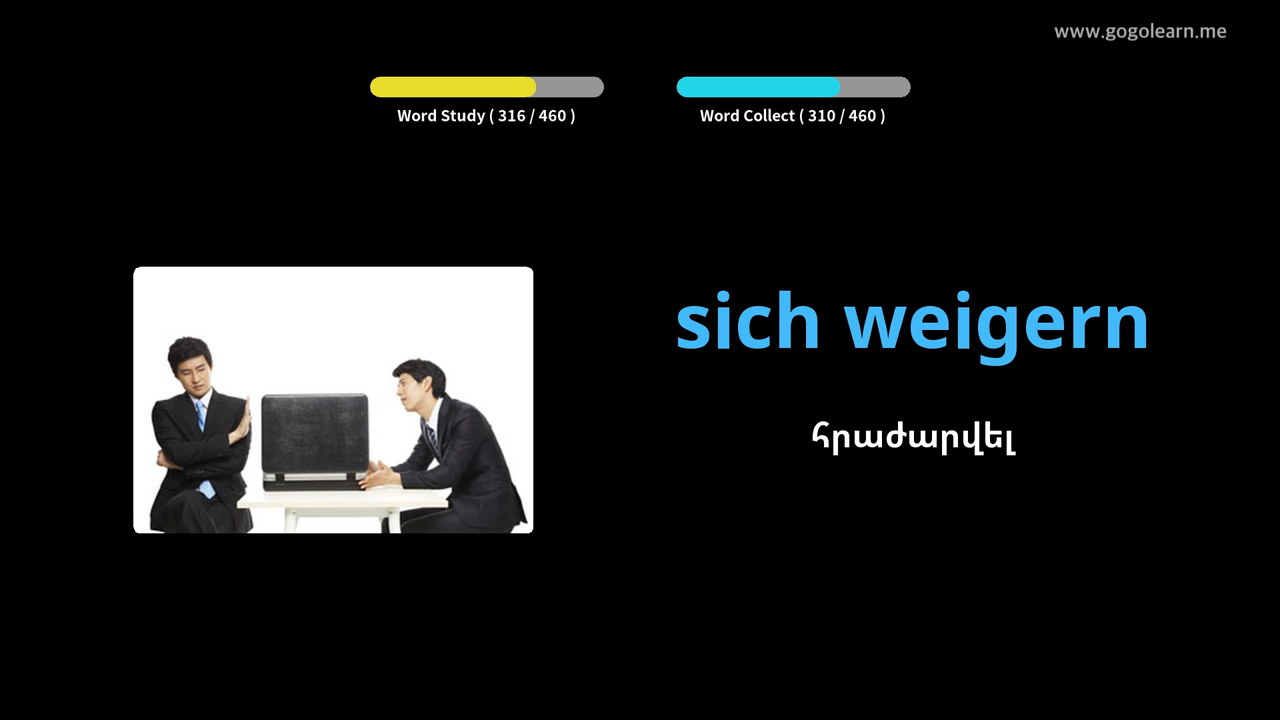 www.gogolearn.me
Word Study ( 316 / 460 )
Word Collect ( 310 / 460 )
sich weigern
հրաժարվել